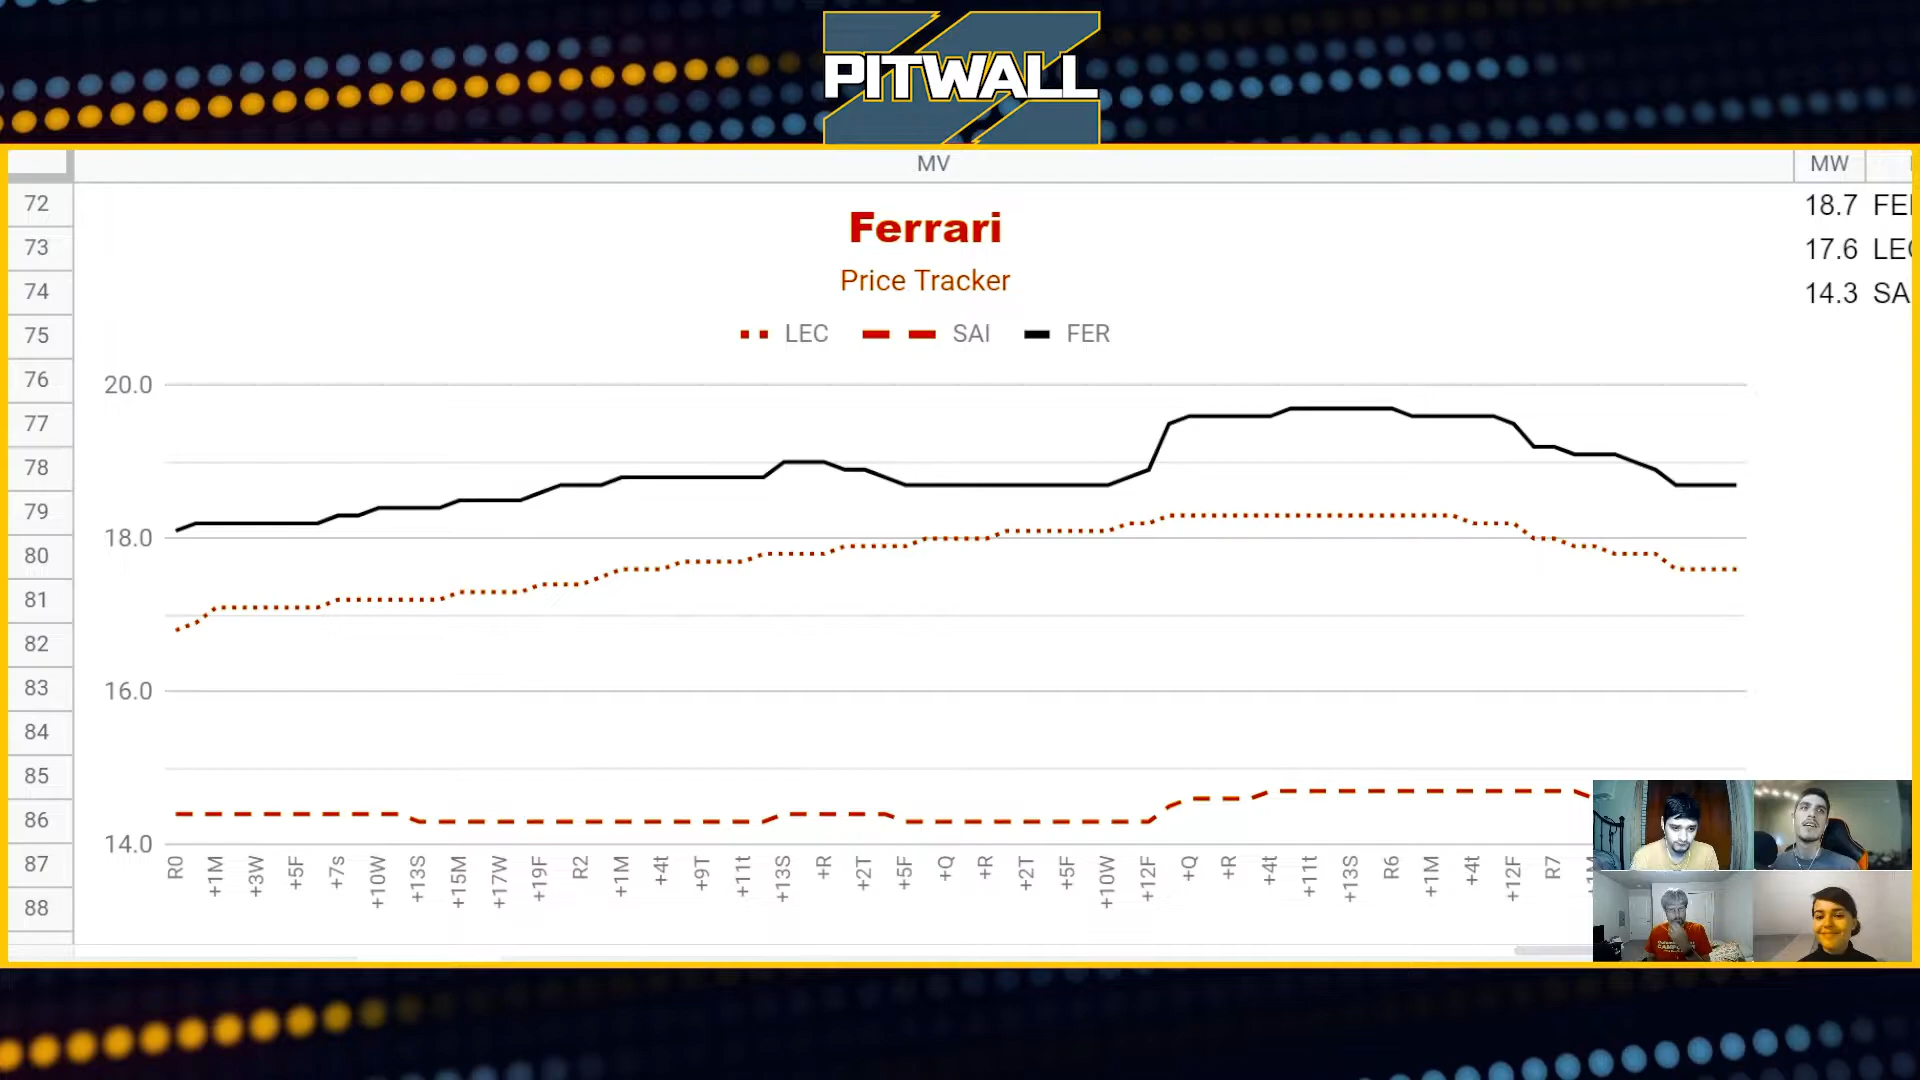 PITWALL
MV MW
72 18.7 FE
73 17.6 LEC
74 14.3 SA
75
76
77
78
79
80
81
82
83
84
85
86
87
88
Ferrari
Price Tracker
LEC SAI FER
20.0
18.0
16.0
14.0
R0 +1M +3W +5F +7s +10W +13S +15M +17W +19F R2 +1M +4t +9T +11t +13S +R +2T +5F +Q +R +2T +5F +10W +12F +Q +R +4t +11t +13S R6 +1M +4t +12F R7